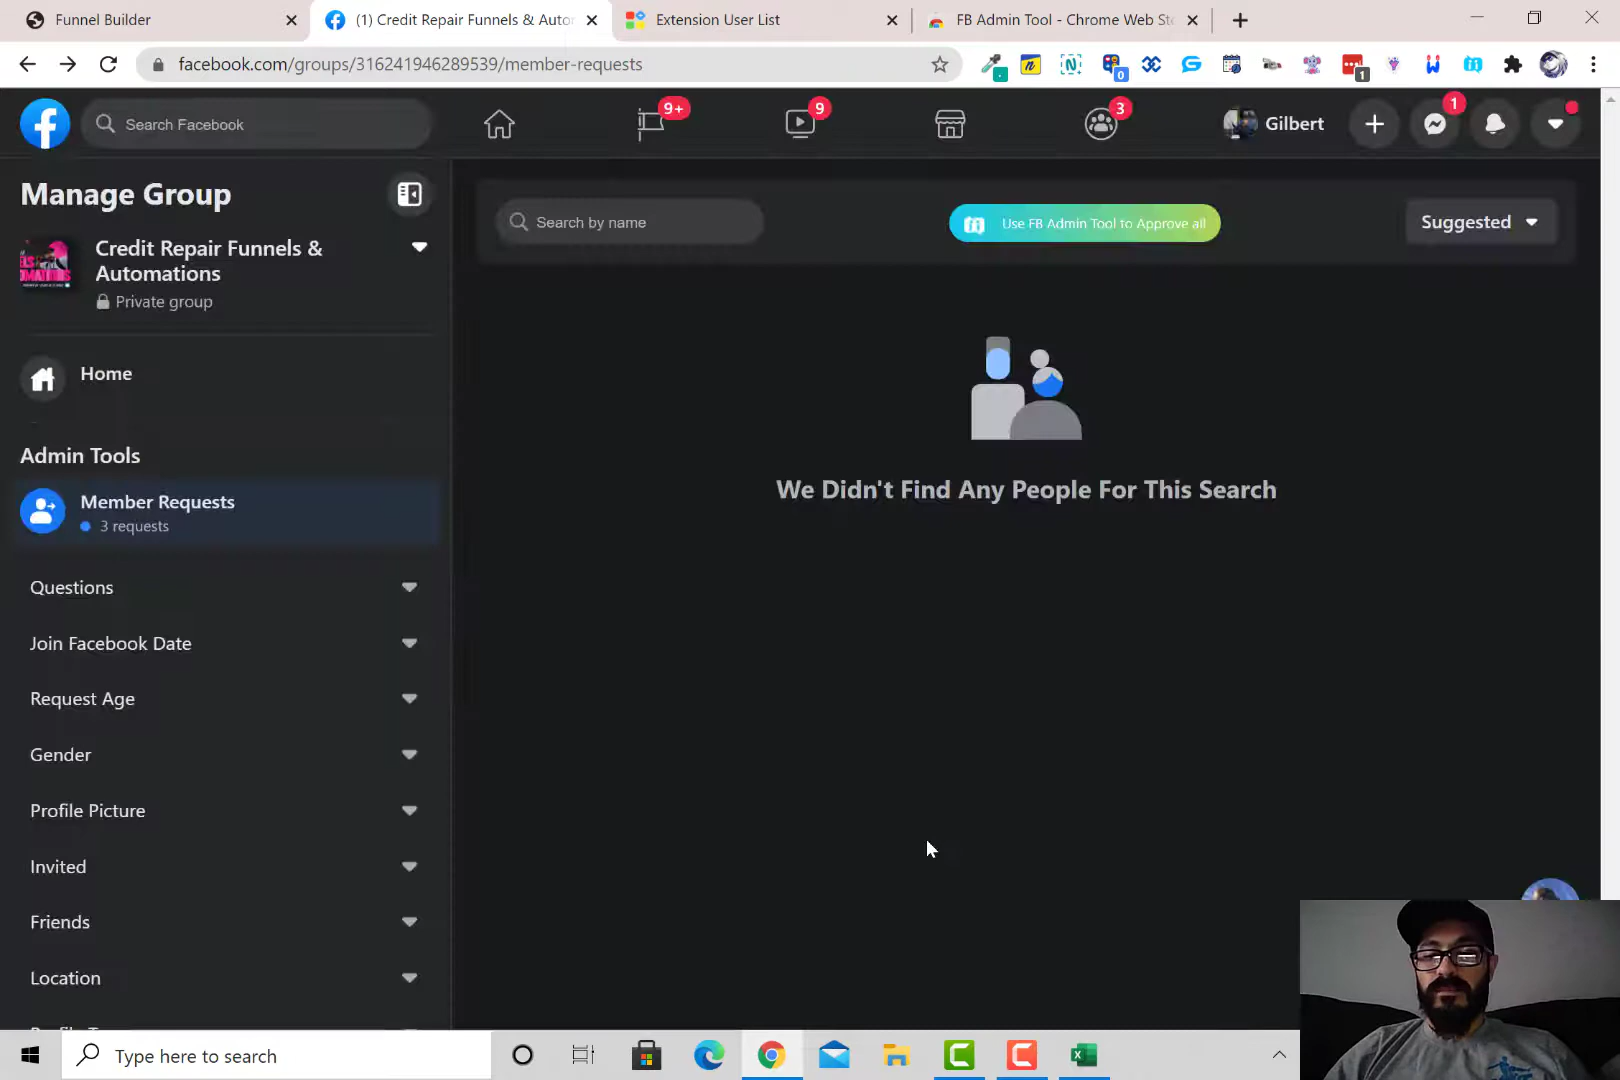 Funnel Builder
(1) Credit Repair Funnels & Auto
Extension User List
FB Admin Tool - Chrome Web St
facebook.com/groups/316241946289539/member-requests
0
1
Search Facebook
9+
9
3
Gilbert
1
Manage Group
Credit Repair Funnels &
Automations
Private group
Search by name
Use FB Admin Tool to Approve all
Suggested
Home
Admin Tools
Member Requests
3 requests
We Didn't Find Any People For This Search
Questions
Join Facebook Date
Request Age
Gender
Profile Picture
Invited
Friends
Location
Type here to search